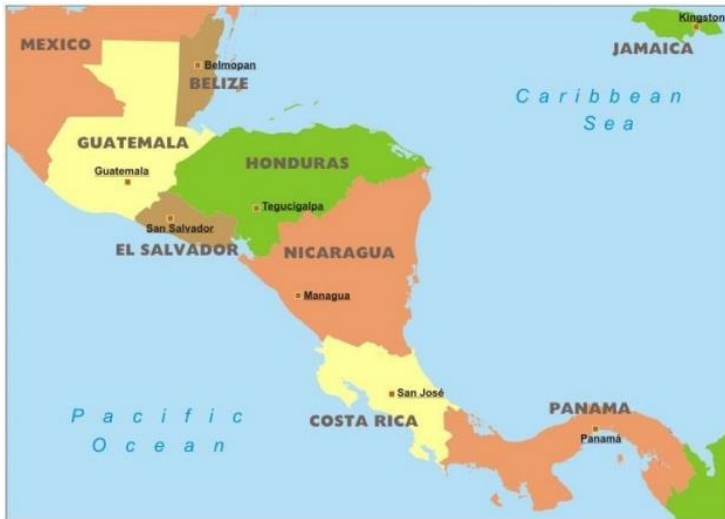 Kingston
MEXICO
JAMAICA
Belmopan
BELIZE
Caribbean
Sea
GUATEMALA
HONDURAS
Guatemala
Tegucigalpa
San Salvador
EL SALVADOR
NICARAGUA
Managua
San José
COSTA RICA
PANAMA
Panamá
Pacific
Ocean